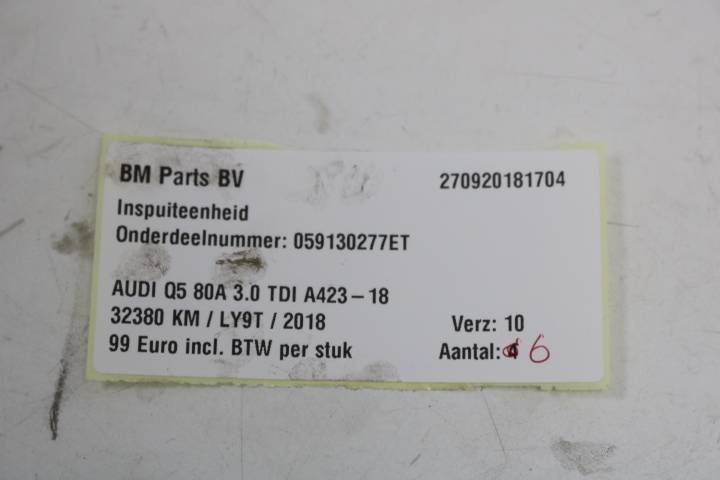 BM Parts BV 270920181704
Inspuiteenheid
Onderdeelnummer: 059130277ET
AUDI Q5 80A 3.0 TDI A423-18
32380 KM / LY9T / 2018 Verz: 10
99 Euro incl. BTW per stuk Aantal: 6